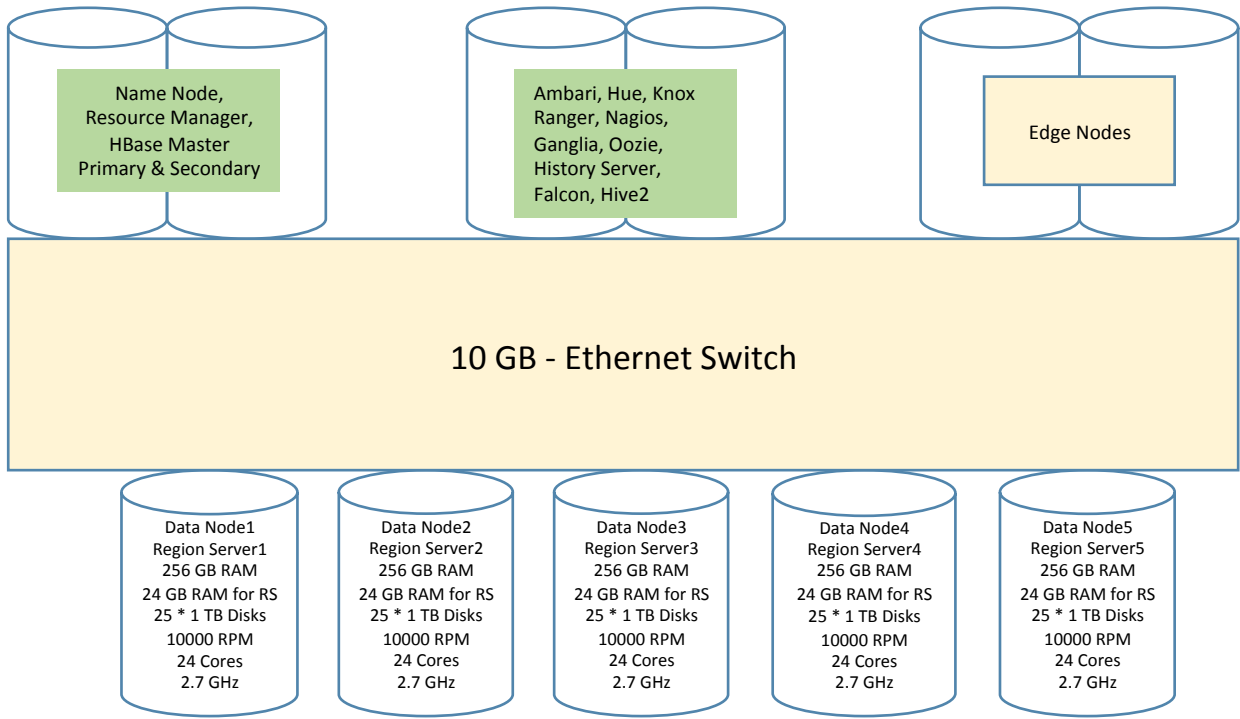 Name Node,
Resource Manager,
HBase Master
Primary & Secondary
Ambari, Hue, Knox
Ranger, Nagios,
Ganglia, Oozie,
History Server,
Falcon, Hive2
Edge Nodes
10 GB - Ethernet Switch
Data Node1
Region Server1
256 GB RAM
24 GB RAM for RS
25 * 1 TB Disks
10000 RPM
24 Cores
2.7 GHz
Data Node2
Region Server2
256 GB RAM
24 GB RAM for RS
25 * 1 TB Disks
10000 RPM
24 Cores
2.7 GHz
Data Node3
Region Server3
256 GB RAM
24 GB RAM for RS
25 * 1 TB Disks
10000 RPM
24 Cores
2.7 GHz
Data Node4
Region Server4
256 GB RAM
24 GB RAM for RS
25 * 1 TB Disks
10000 RPM
24 Cores
2.7 GHz
Data Node5
Region Server5
256 GB RAM
24 GB RAM for RS
25 * 1 TB Disks
10000 RPM
24 Cores
2.7 GHz